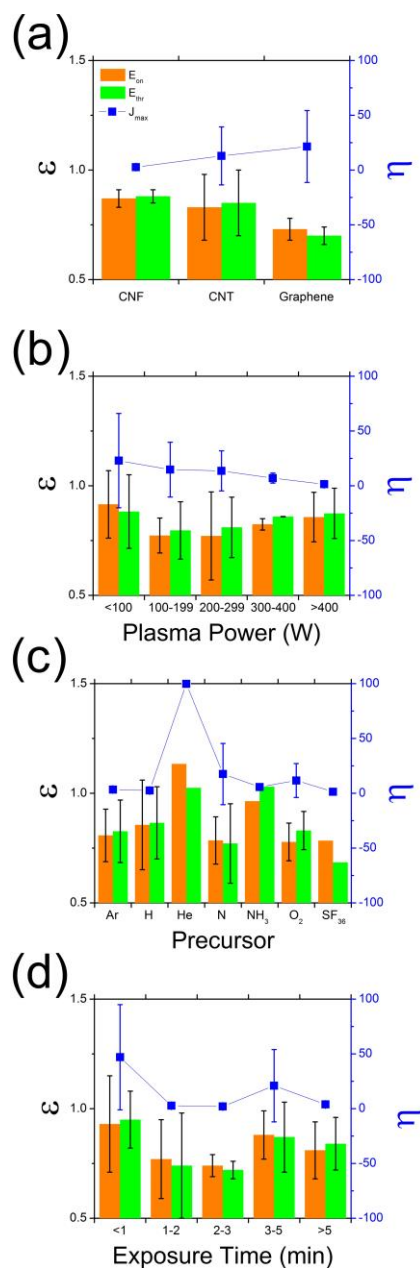 (a)
1.5
100
E_on
E_thr
J_max
50
ε
1.0
0
η
-50
0.5
-100
CNF CNT Graphene
(b)
1.5
100
50
ε
1.0
0
η
-50
0.5
-100
<100 100-199 200-299 300-400 >400
Plasma Power (W)
(c)
1.5
100
50
ε
1.0
0
η
-50
0.5
-100
Ar H He N NH₃ O₂ SF₃₆
Precursor
(d)
1.5
100
50
ε
1.0
0
η
-50
0.5
-100
<1 1-2 2-3 3-5 >5
Exposure Time (min)